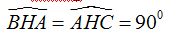 BHA = AHC = 90⁰